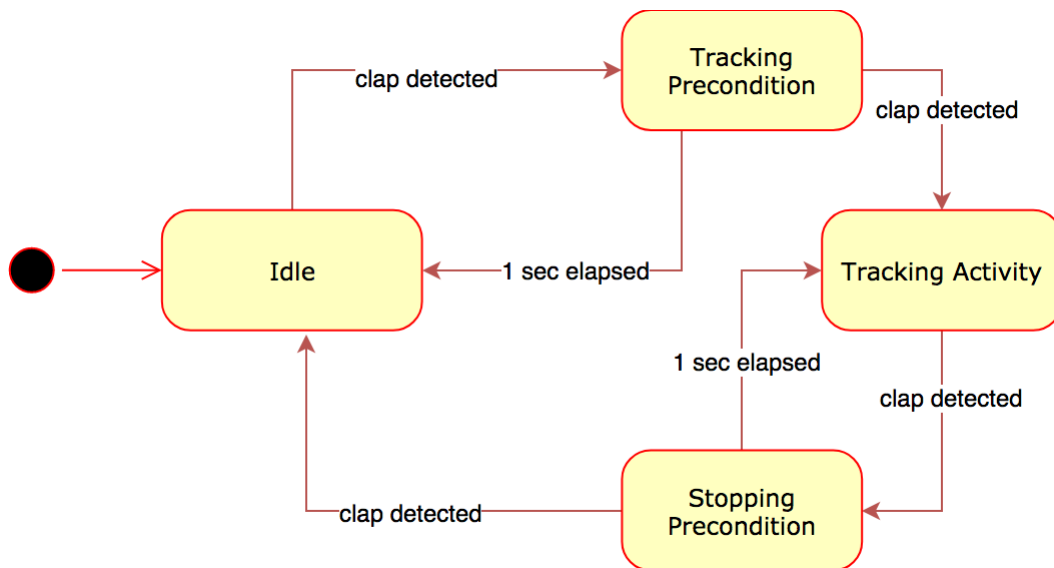 Tracking
Precondition
clap detected
clap detected
Idle
1 sec elapsed
Tracking Activity
1 sec elapsed
clap detected
clap detected
Stopping
Precondition